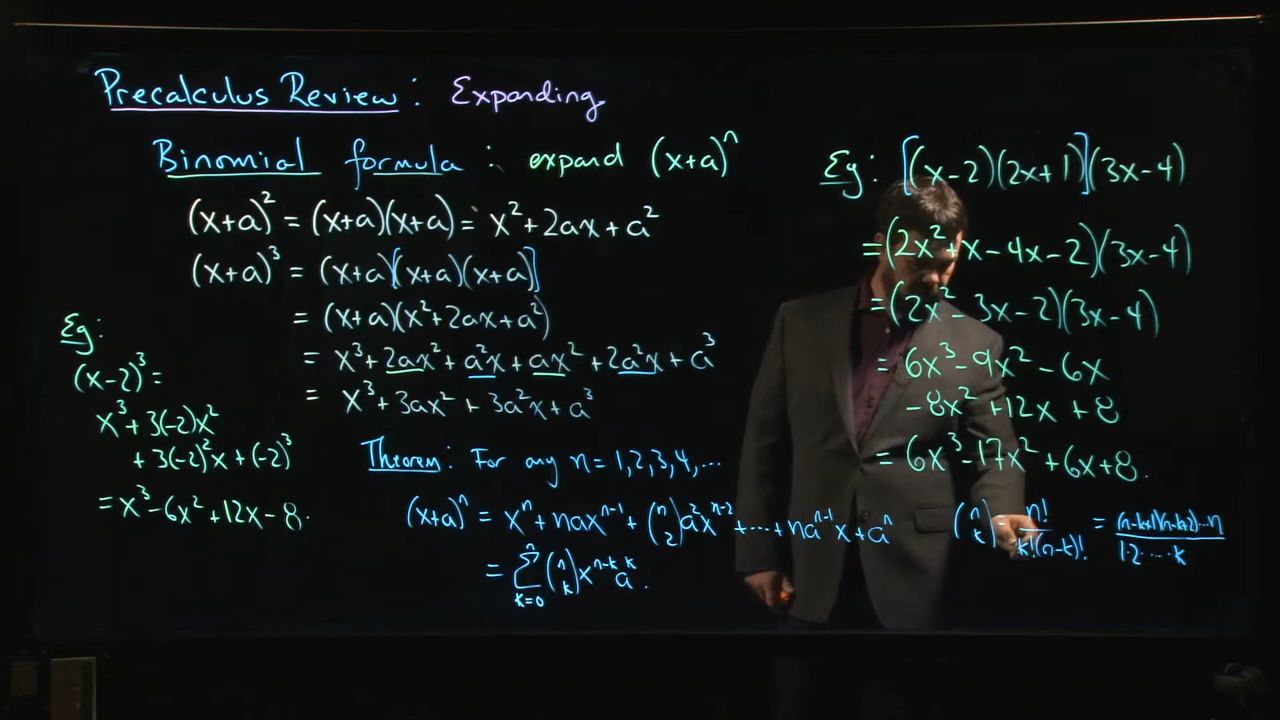 Precalculus Review: Expanding
Binomial formula: expand (x+a)^n
(x+a)^2 = (x+a)(x+a) = x^2 + 2ax + a^2
(x+a)^3 = (x+a)[(x+a)(x+a)]
= (x+a)(x^2+2ax+a^2)
= x^3 + 2ax^2 + a^2x + ax^2 + 2a^2x + a^3
= x^3 + 3ax^2 + 3a^2x + a^3
Eg:
(x-2)^3 =
x^3 + 3(-2)x^2
+ 3(-2)^2x + (-2)^3
= x^3 - 6x^2 + 12x - 8.
Theorem: For any n = 1,2,3,4,...
(x+a)^n = x^n + nax^{n-1} + (n 2)a^2x^{n-2} + ... + na^{n-1}x + a^n
= ∑_{k=0}^{n} (n k) x^{n-k} a^k.
Eg: [(x-2)(2x+1)](3x-4)
= (2x^2 + x - 4x - 2)(3x-4)
= (2x^2 - 3x - 2)(3x-4)
= 6x^3 - 9x^2 - 6x
- 8x^2 + 12x + 8
= 6x^3 - 17x^2 + 6x + 8.
(n k) = n!/k!(n-k)! = (n-k+1)(n-k+2)...n/1·2·...·k